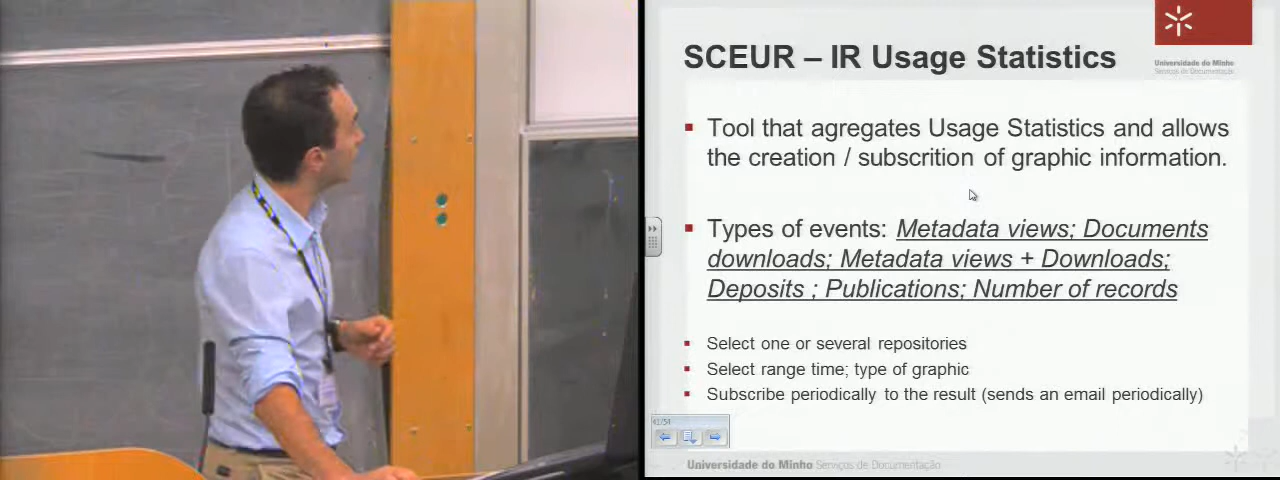 SCEUR – IR Usage Statistics
Universidade do Minho
Serviços de Documentação
▪ Tool that agregates Usage Statistics and allows
the creation / subscrition of graphic information.
▪ Types of events: Metadata views; Documents
downloads; Metadata views + Downloads;
Deposits ; Publications; Number of records
▪ Select one or several repositories
▪ Select range time; type of graphic
▪ Subscribe periodically to the result (sends an email periodically)
41/54
Universidade do Minho Serviços de Documentação